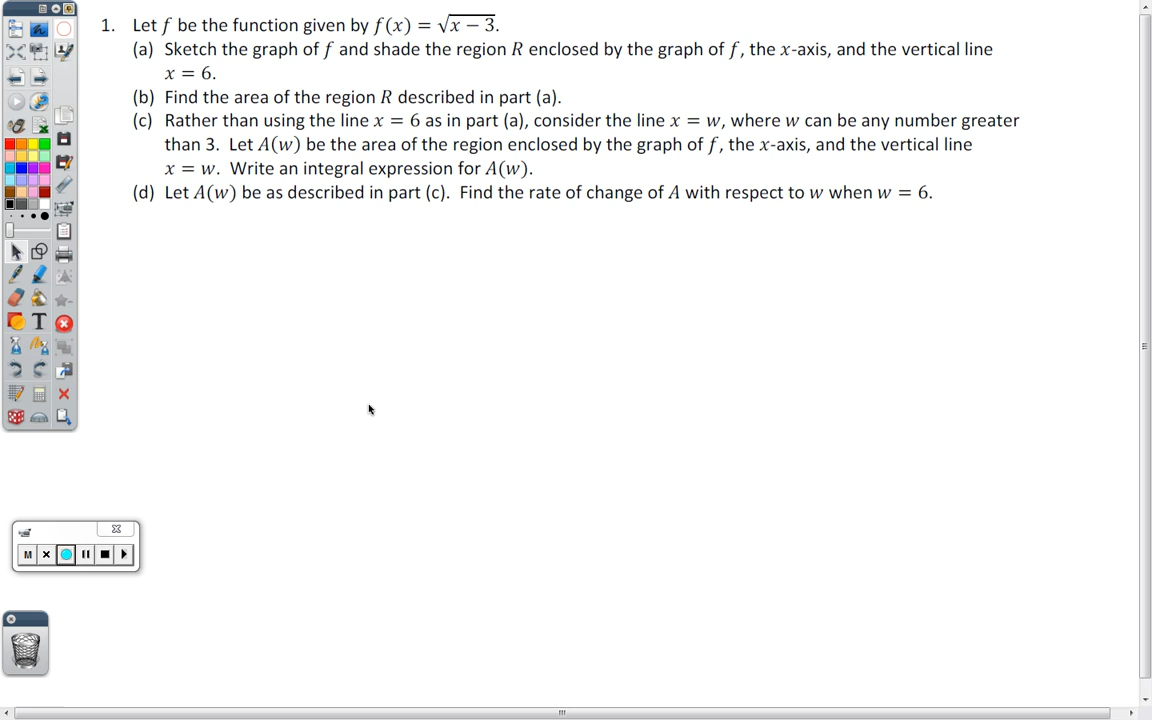 1. Let f be the function given by f(x) = √x − 3.
(a) Sketch the graph of f and shade the region R enclosed by the graph of f, the x-axis, and the vertical line
x = 6.
(b) Find the area of the region R described in part (a).
(c) Rather than using the line x = 6 as in part (a), consider the line x = w, where w can be any number greater
than 3. Let A(w) be the area of the region enclosed by the graph of f, the x-axis, and the vertical line
x = w. Write an integral expression for A(w).
(d) Let A(w) be as described in part (c). Find the rate of change of A with respect to w when w = 6.
M